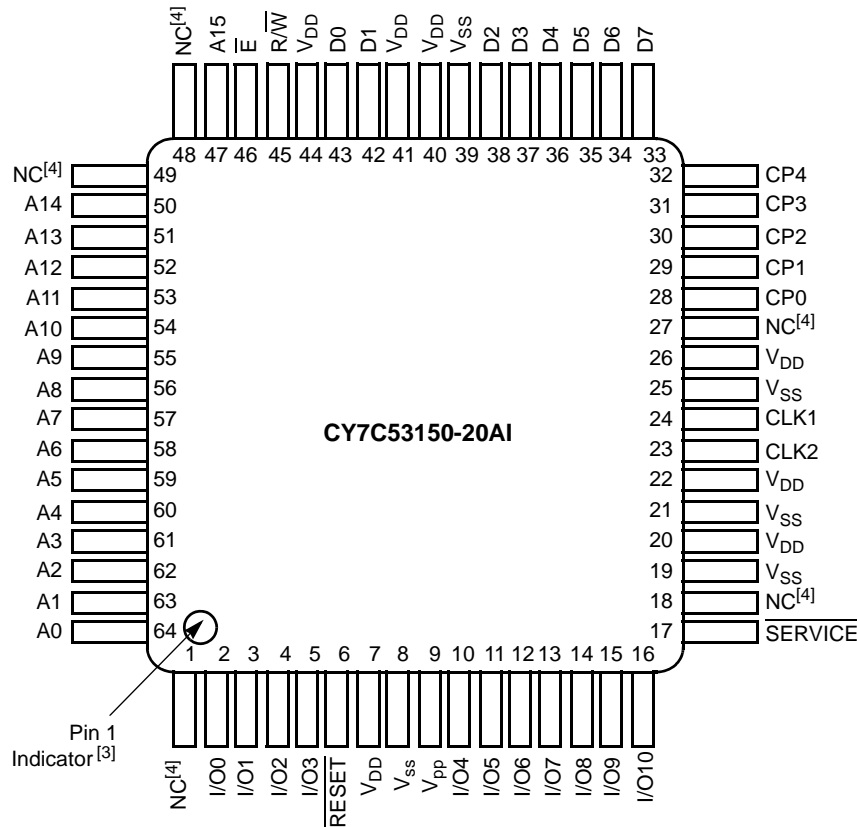 NC[4] A15 E R/W VDD D0 D1 VDD VDD VSS D2 D3 D4 D5 D6 D7
48 47 46 45 44 43 42 41 40 39 38 37 36 35 34 33
NC[4] 49 32 CP4
A14 50 31 CP3
A13 51 30 CP2
A12 52 29 CP1
A11 53 28 CP0
A10 54 27 NC[4]
A9 55 26 VDD
A8 56 25 VSS
A7 57 24 CLK1
CY7C53150-20AI
A6 58 23 CLK2
A5 59 22 VDD
A4 60 21 VSS
A3 61 20 VDD
A2 62 19 VSS
A1 63 18 NC[4]
A0 64 17 SERVICE
1 2 3 4 5 6 7 8 9 10 11 12 13 14 15 16
NC[4] I/O0 I/O1 I/O2 I/O3 RESET VDD Vss Vpp I/O4 I/O5 I/O6 I/O7 I/O8 I/O9 I/O10
Pin 1
Indicator [3]